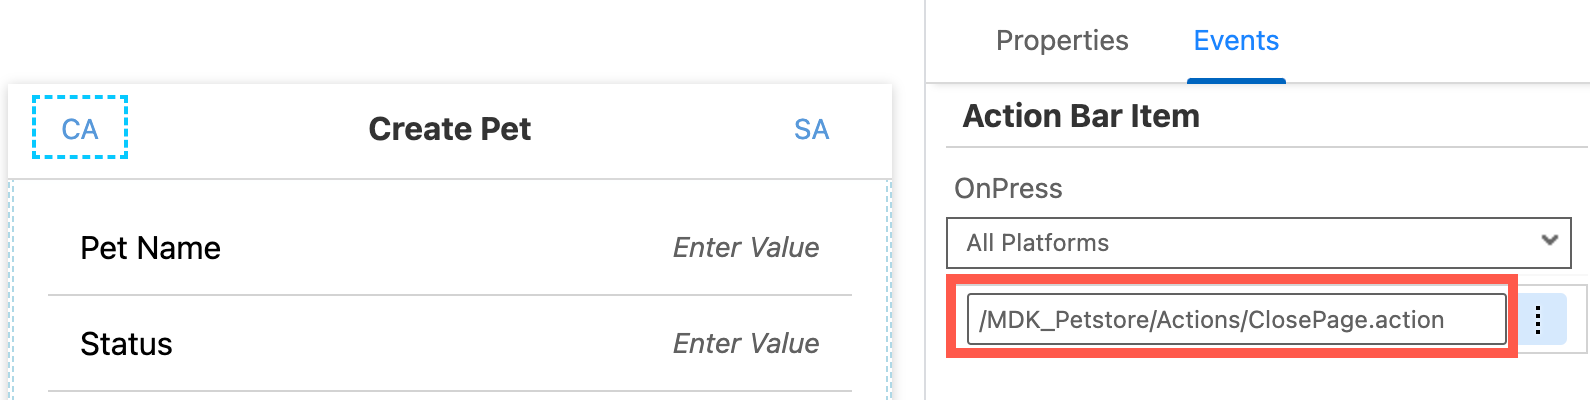 CA
Create Pet
SA
Pet Name
Enter Value
Status
Enter Value
Properties
Events
Action Bar Item
OnPress
All Platforms
/MDK_Petstore/Actions/ClosePage.action